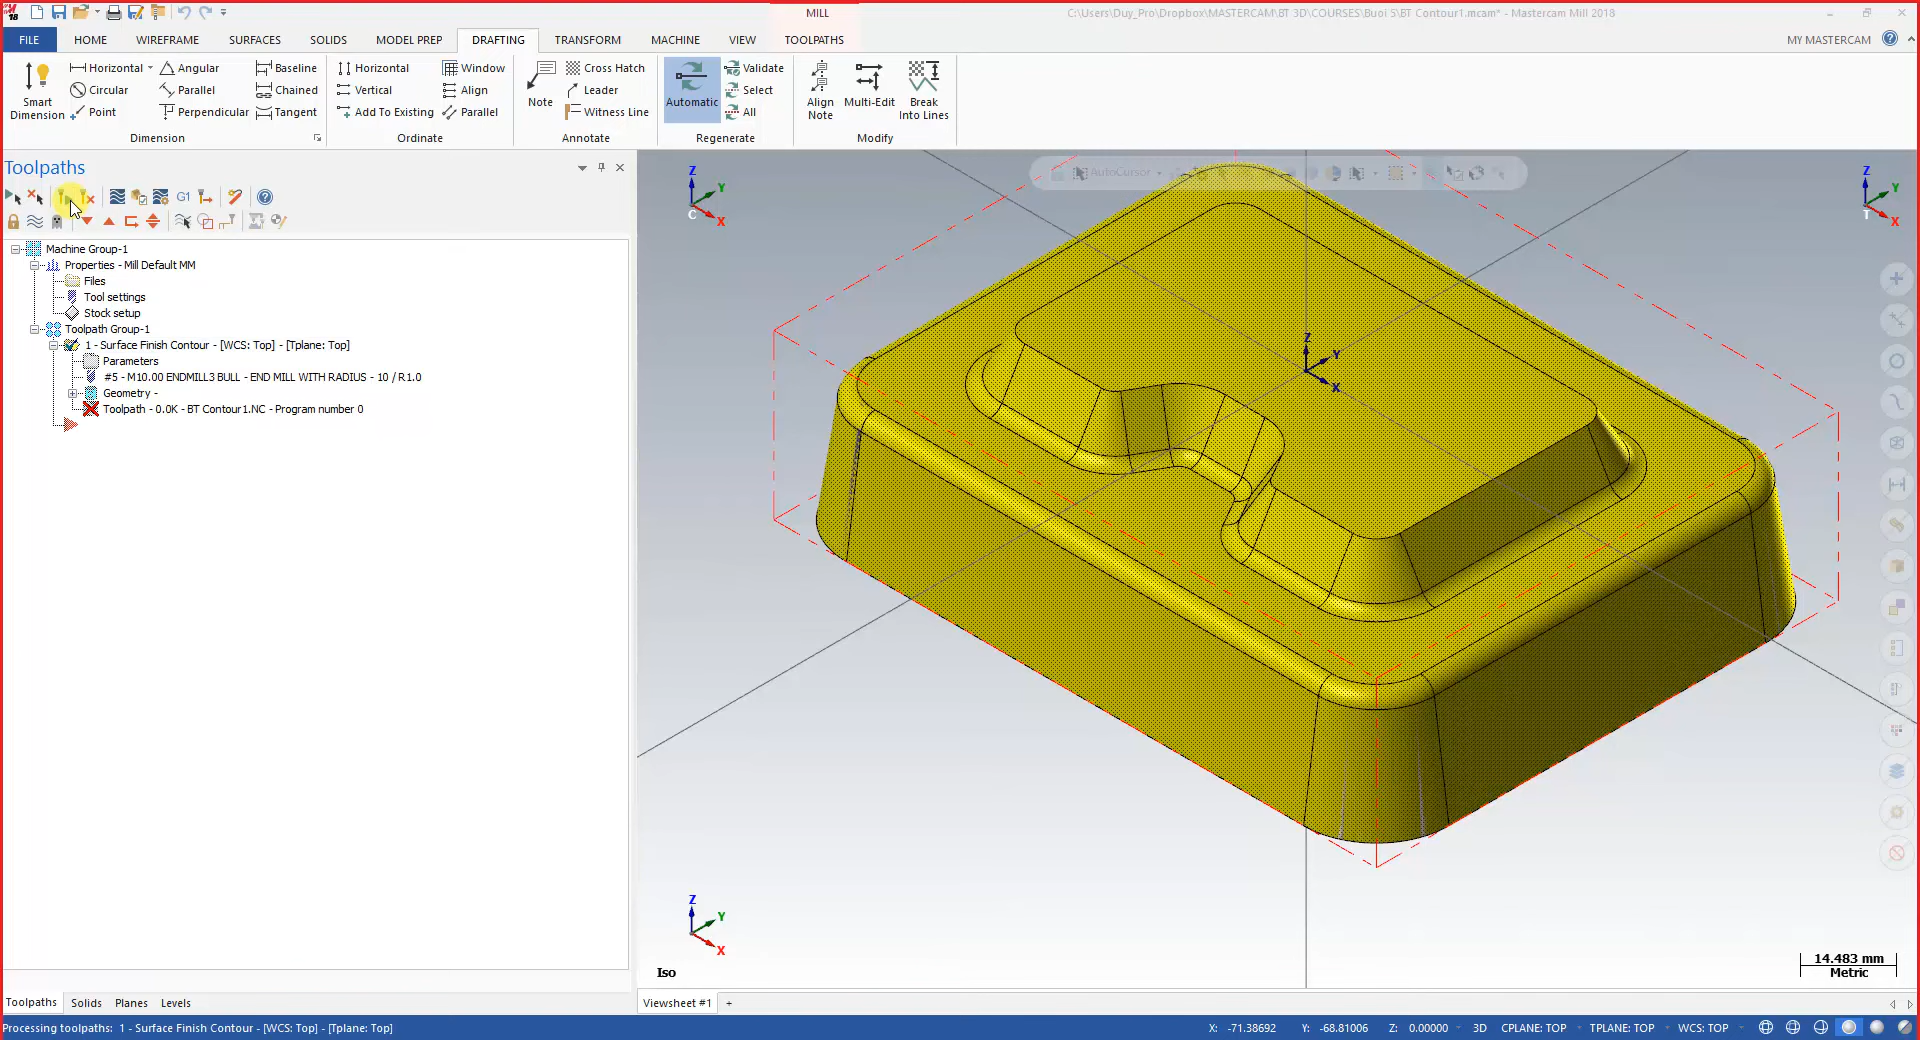 MILL
C:\Users\Duy_Pro\Dropbox\MASTERCAM\BT 3D\COURSES\Buoi 5\BT Contour1.mcam* - Mastercam Mill 2018
FILE HOME WIREFRAME SURFACES SOLIDS MODEL PREP DRAFTING TRANSFORM MACHINE VIEW TOOLPATHS MY MASTERCAM
Smart Dimension
Horizontal Angular Baseline
Circular Parallel Chained
Point Perpendicular Tangent
Dimension
Horizontal Window
Vertical Align
Add To Existing Parallel
Ordinate
Note
Cross Hatch
Leader
Witness Line
Annotate
Automatic
Validate
Select
All
Regenerate
Align Note
Multi-Edit
Break Into Lines
Modify
Toolpaths
G1
Machine Group-1
Properties - Mill Default MM
Files
Tool settings
Stock setup
Toolpath Group-1
1 - Surface Finish Contour - [WCS: Top] - [Tplane: Top]
Parameters
#5 - M10.00 ENDMILL3 BULL - END MILL WITH RADIUS - 10 / R1.0
Geometry -
Toolpath - 0.0K - BT Contour1.NC - Program number 0
AutoCursor
Z
Y
X
C
Z
Y
X
T
Z
Y
X
Z
Y
X
Iso
14.483 mm
Metric
Toolpaths Solids Planes Levels
Viewsheet #1 +
Processing toolpaths: 1 - Surface Finish Contour - [WCS: Top] - [Tplane: Top]
X: -71.38692 Y: -68.81006 Z: 0.00000 3D CPLANE: TOP TPLANE: TOP WCS: TOP